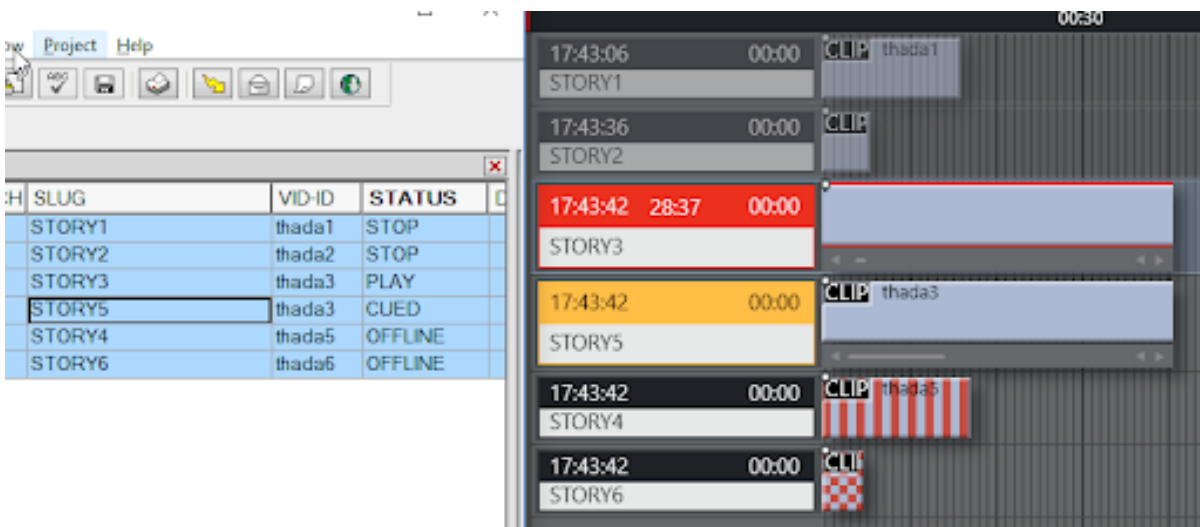 Project Help
ABC
SLUG VID-ID STATUS
STORY1 thada1 STOP
STORY2 thada2 STOP
STORY3 thada3 PLAY
STORY5 thada3 CUED
STORY4 thada5 OFFLINE
STORY6 thada6 OFFLINE
00:30
17:43:06 00:00 CLIP thada1
STORY1
17:43:36 00:00 CLIP
STORY2
17:43:42 28:37 00:00
STORY3
17:43:42 00:00 CLIP thada3
STORY5
17:43:42 00:00 CLIP thada5
STORY4
17:43:42 00:00 CLI
STORY6